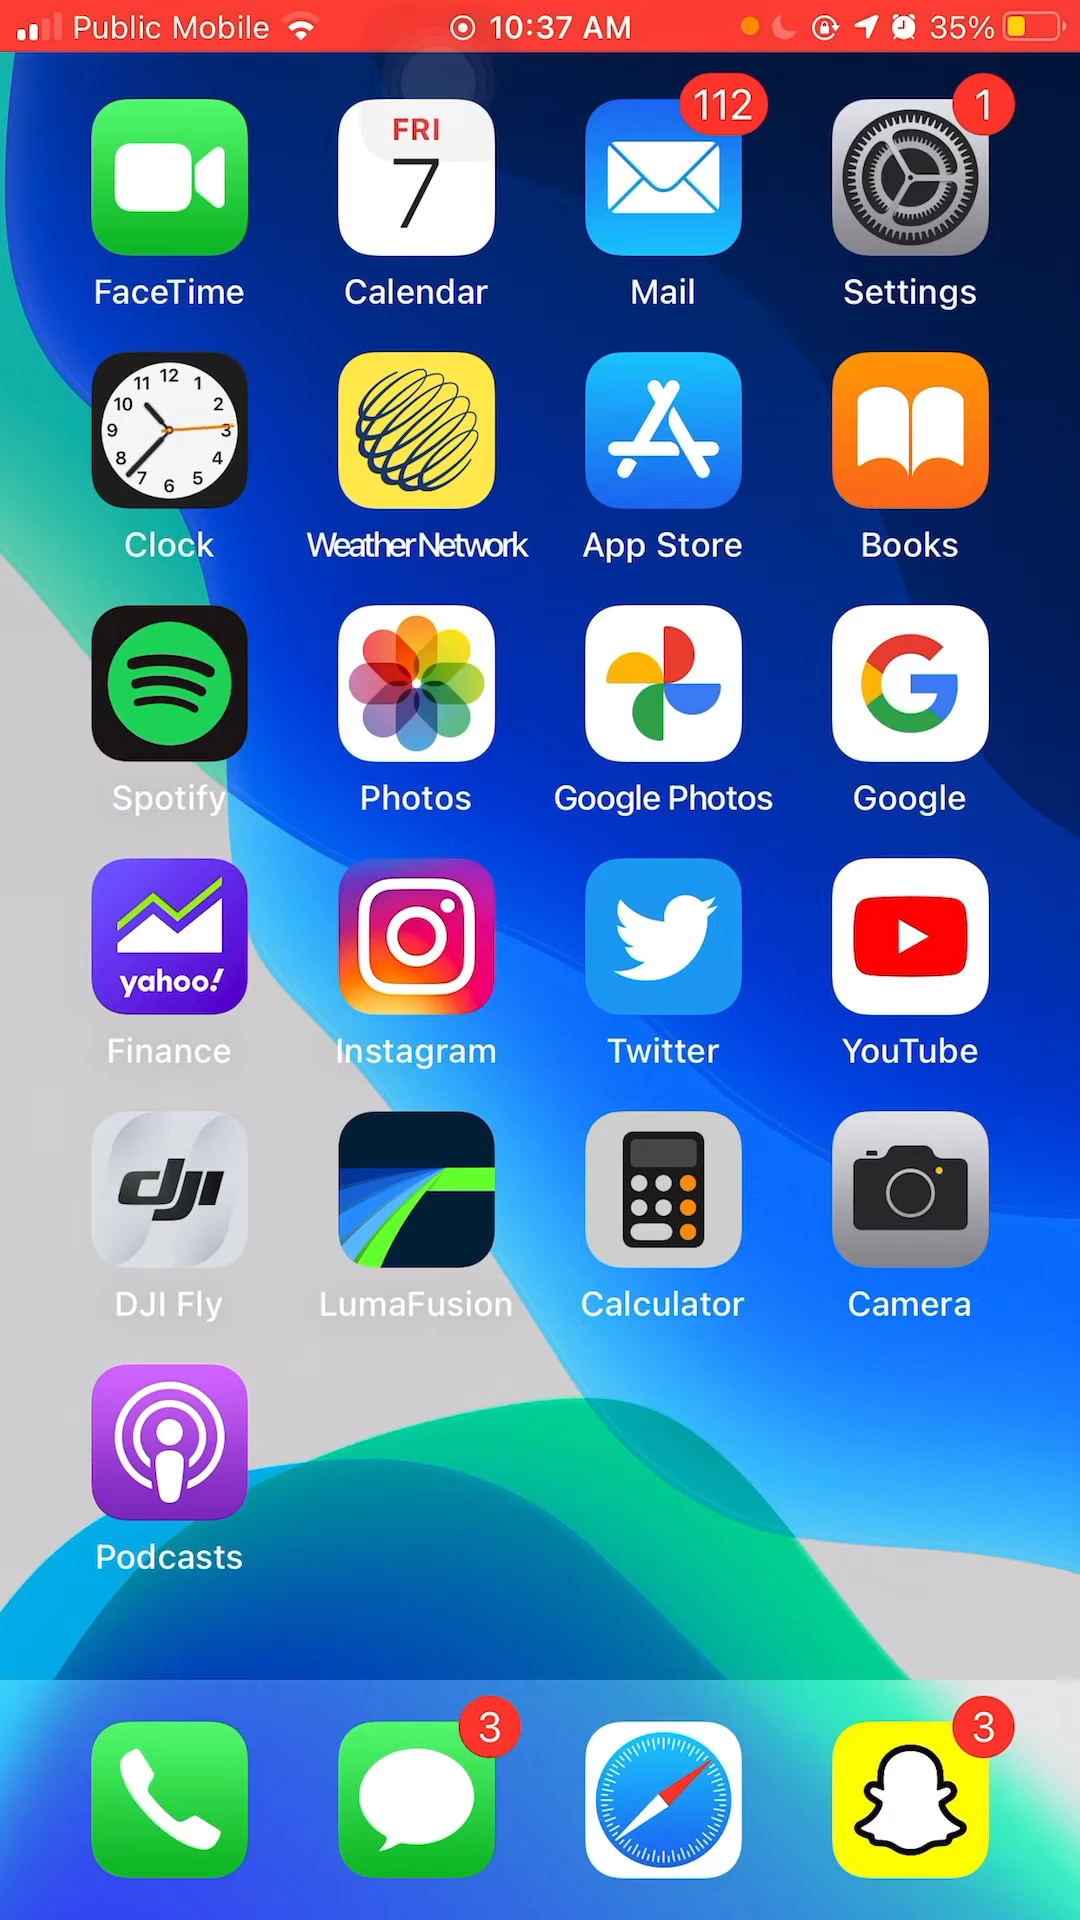 Public Mobile 10:37 AM 35%
FRI
7
112
1
FaceTime Calendar Mail Settings
12
11 1
10 2
9 3
8 4
7 5
6
Clock Weather Network App Store Books
Spotify Photos Google Photos Google
yahoo!
Finance Instagram Twitter YouTube
dji
DJI Fly LumaFusion Calculator Camera
Podcasts
3
3